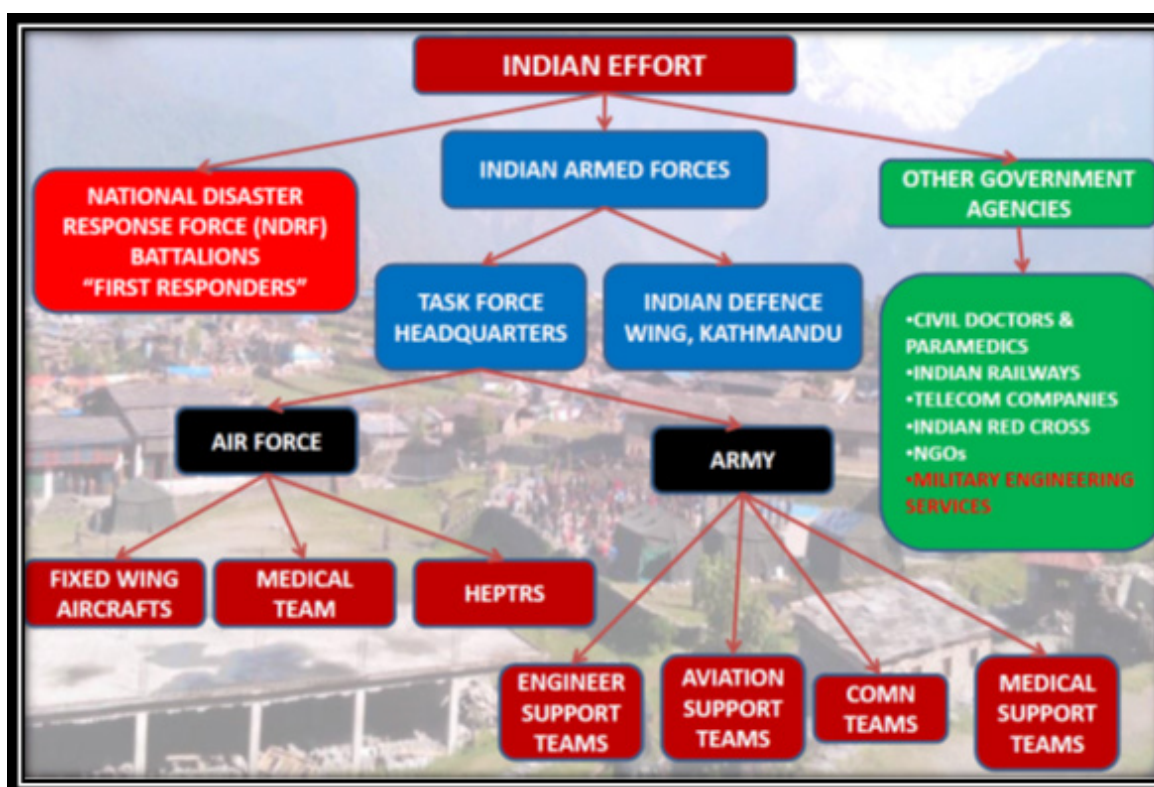 INDIAN EFFORT
NATIONAL DISASTER
RESPONSE FORCE (NDRF)
BATTALIONS
“FIRST RESPONDERS”
INDIAN ARMED FORCES
OTHER GOVERNMENT
AGENCIES
TASK FORCE
HEADQUARTERS
INDIAN DEFENCE
WING, KATHMANDU
•CIVIL DOCTORS &
PARAMEDICS
•INDIAN RAILWAYS
•TELECOM COMPANIES
•INDIAN RED CROSS
•NGOs
•MILITARY ENGINEERING
SERVICES
AIR FORCE
ARMY
FIXED WING
AIRCRAFTS
MEDICAL
TEAM
HEPTRS
ENGINEER
SUPPORT
TEAMS
AVIATION
SUPPORT
TEAMS
COMN
TEAMS
MEDICAL
SUPPORT
TEAMS